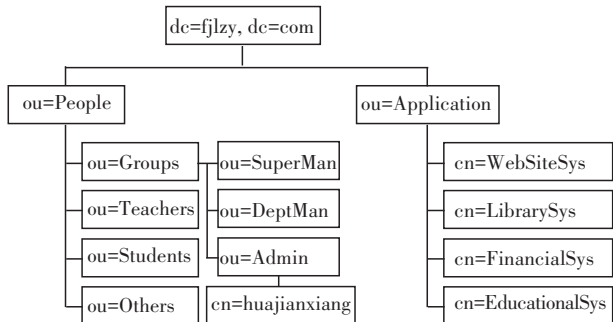 dc=fjlzy, dc=com
ou=People
ou=Application
ou=Groups
ou=SuperMan
cn=WebSiteSys
ou=Teachers
ou=DeptMan
cn=LibrarySys
ou=Students
ou=Admin
cn=FinancialSys
ou=Others
cn=huajianxiang
cn=EducationalSys